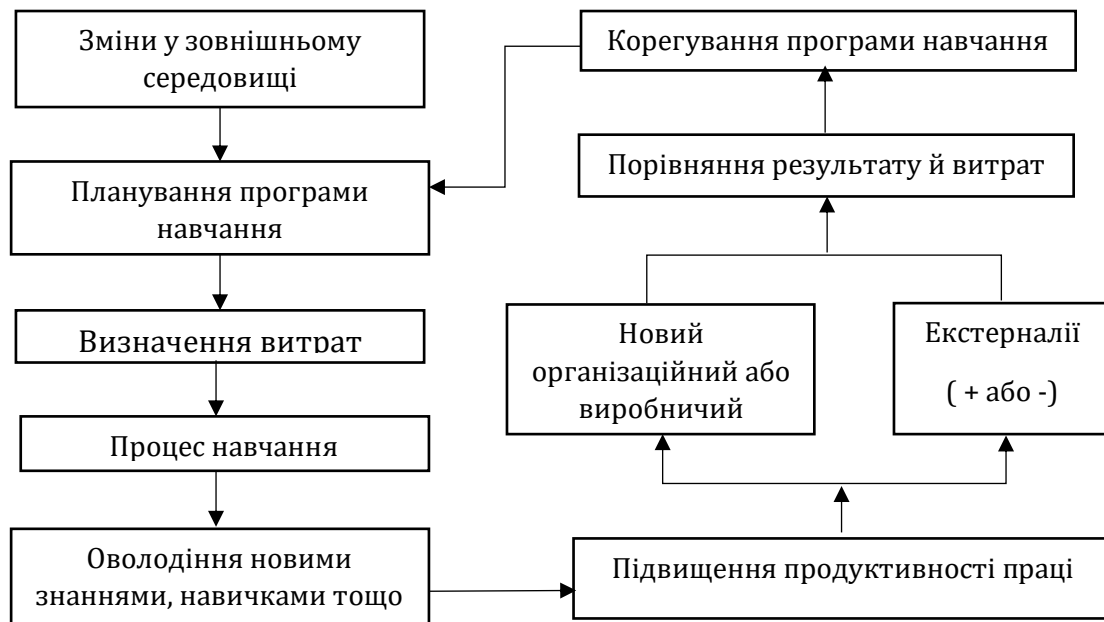 Зміни у зовнішньому
середовищі
Планування програми
навчання
Визначення витрат
Процес навчання
Оволодіння новими
знаннями, навичками тощо
Корегування програми навчання
Порівняння результату й витрат
Новий
організаційний або
виробничий
Екстерналії
( + або -)
Підвищення продуктивності праці